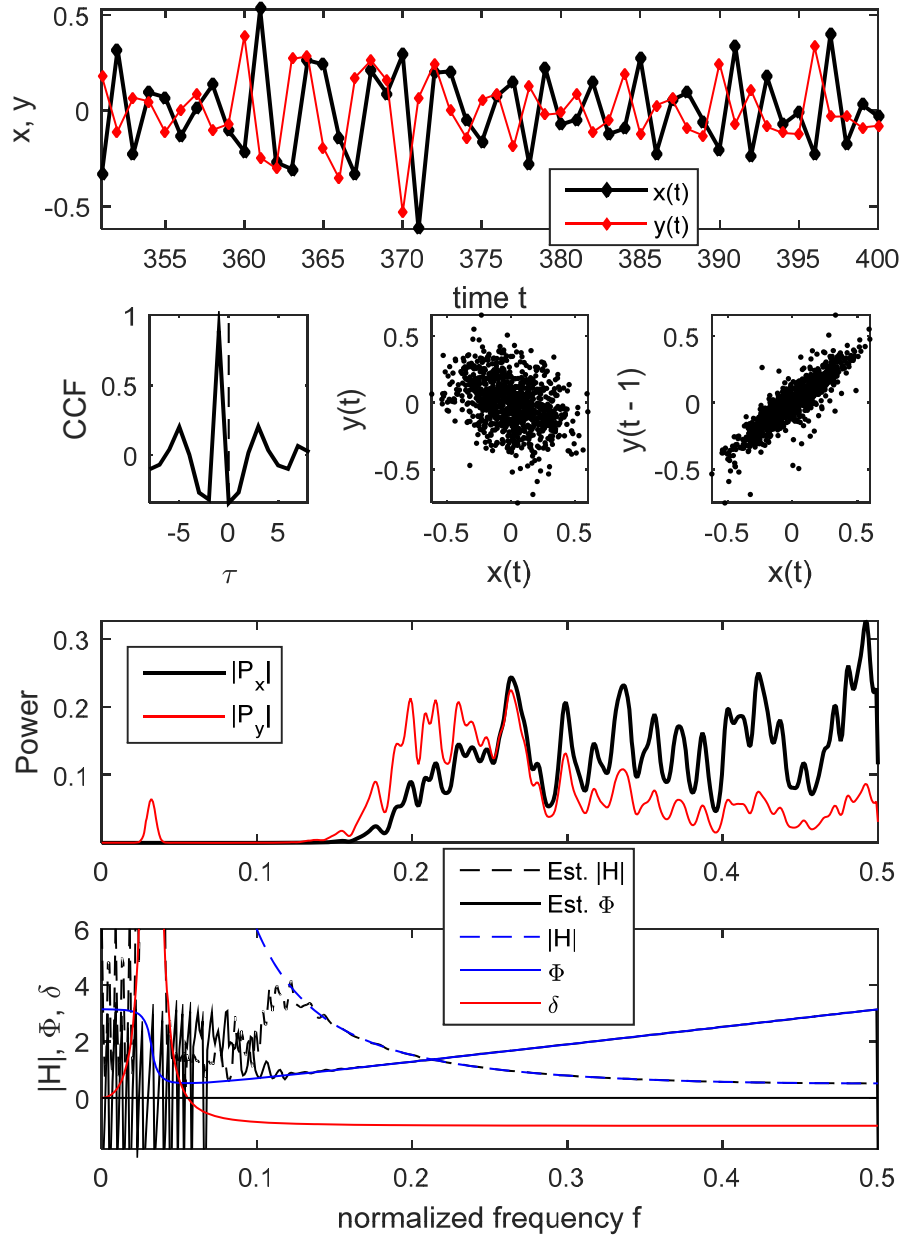 0.5
0
-0.5
x, y
x(t)
y(t)
355 360 365 370 375 380 385 390 395 400
time t
1
0.5
0
CCF
-5 0 5
τ
0.5
0
-0.5
y(t)
-0.5 0 0.5
x(t)
0.5
0
-0.5
y(t - 1)
-0.5 0 0.5
x(t)
0.3
0.2
0.1
Power
|P_x|
|P_y|
0 0.1 0.2 0.3 0.4 0.5
Est. |H|
Est. Φ
|H|
Φ
δ
6
4
2
0
|H|, Φ, δ
0 0.1 0.2 0.3 0.4 0.5
normalized frequency f